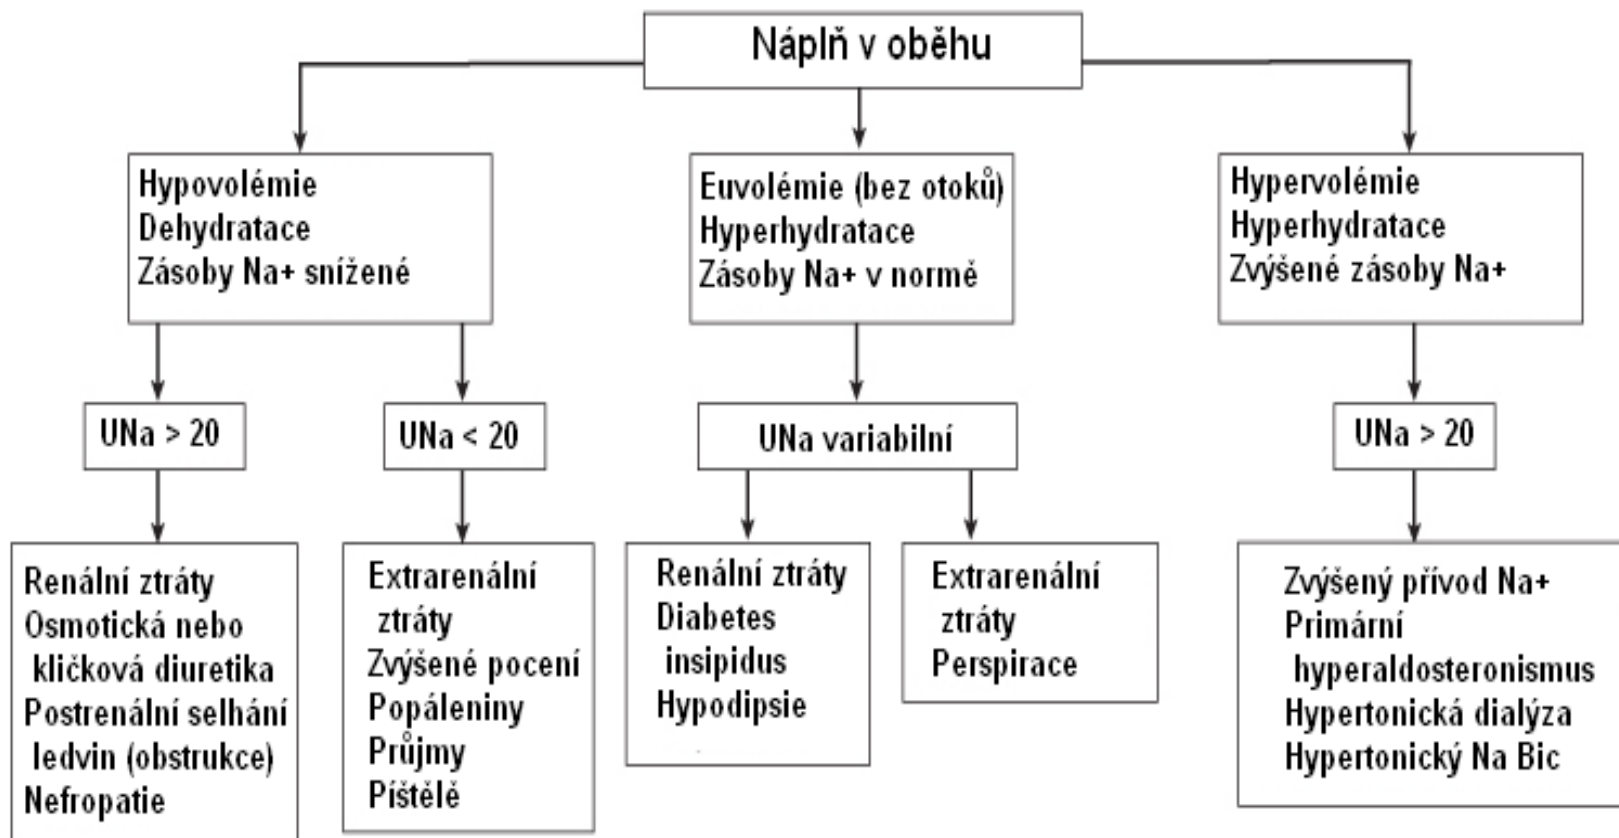 Náplň v oběhu
Hypovolémie
Dehydratace
Zásoby Na+ snížené
Euvolémie (bez otoků)
Hyperhydratace
Zásoby Na+ v normě
Hypervolémie
Hyperhydratace
Zvýšené zásoby Na+
UNa > 20
UNa < 20
UNa variabilní
UNa > 20
Renální ztráty
Osmotická nebo
kličková diuretika
Postrenální selhání
ledvin (obstrukce)
Nefropatie
Extrarenální
ztráty
Zvýšené pocení
Popáleniny
Průjmy
Píštělě
Renální ztráty
Diabetes
insipidus
Hypodipsie
Extrarenální
ztráty
Perspirace
Zvýšený přívod Na+
Primární
hyperaldosteronismus
Hypertonická dialýza
Hypertonický Na Bic